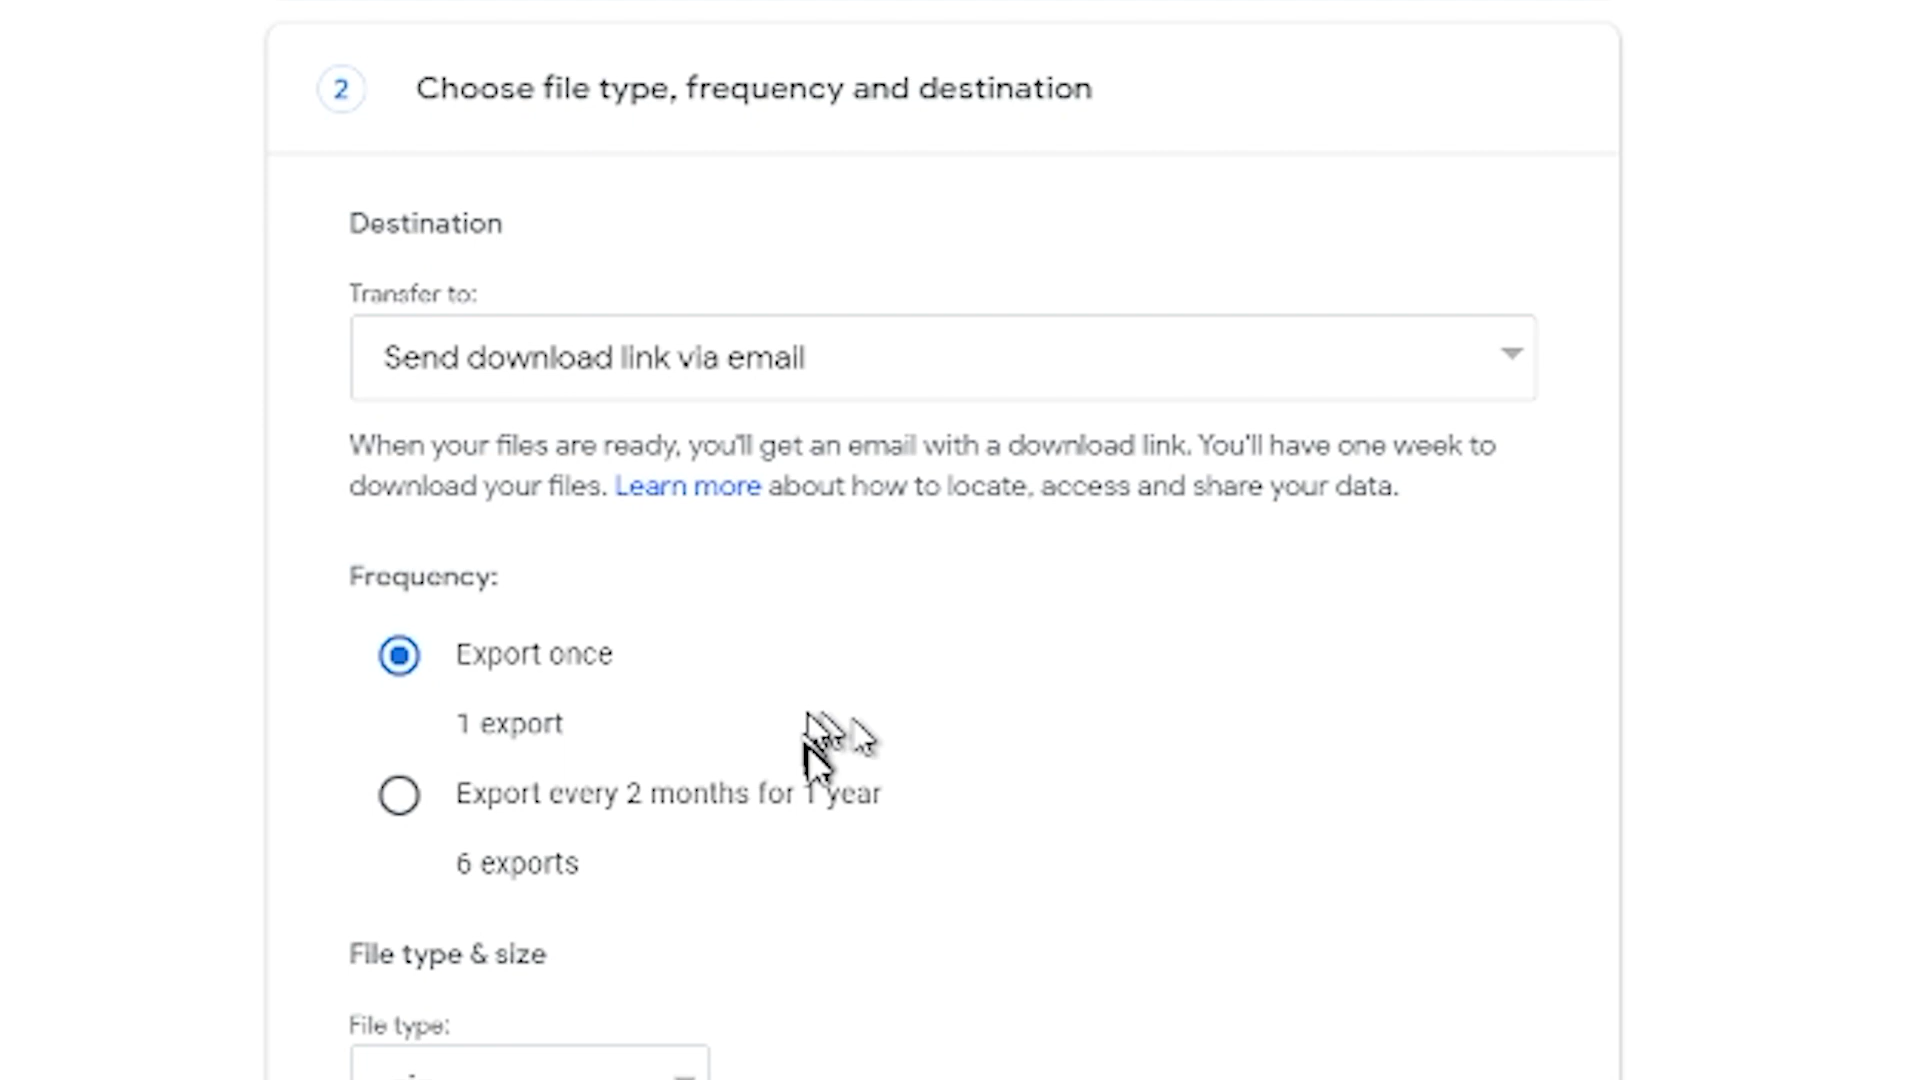 2
Choose file type, frequency and destination
Destination
Transfer to:
Send download link via email
When your files are ready, you'll get an email with a download link. You'll have one week to
download your files. Learn more about how to locate, access and share your data.
Frequency:
Export once
1 export
Export every 2 months for 1 year
6 exports
File type & size
File type: